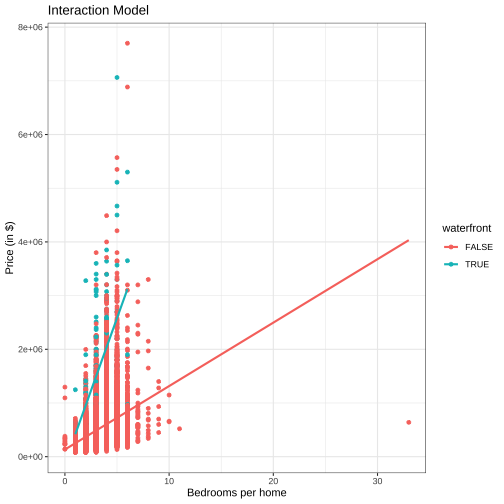 Interaction Model
Price (in $)
8e+06
6e+06
4e+06
2e+06
0e+00
0
10
20
30
Bedrooms per home
waterfront
FALSE
TRUE